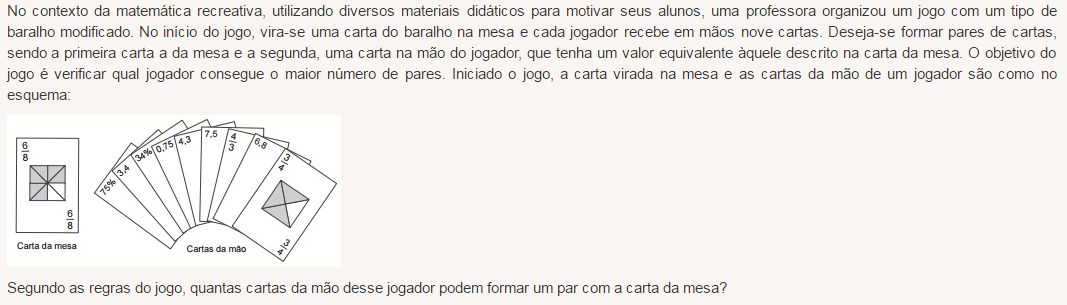 No contexto da matemática recreativa, utilizando diversos materiais didáticos para motivar seus alunos, uma professora organizou um jogo com um tipo de
baralho modificado. No início do jogo, vira-se uma carta do baralho na mesa e cada jogador recebe em mãos nove cartas. Deseja-se formar pares de cartas,
sendo a primeira carta a da mesa e a segunda, uma carta na mão do jogador, que tenha um valor equivalente àquele descrito na carta da mesa. O objetivo do
jogo é verificar qual jogador consegue o maior número de pares. Iniciado o jogo, a carta virada na mesa e as cartas da mão de um jogador são como no
esquema:
6/8
6/8
Carta da mesa
75%
3,4
34%
0,75
4,3
7,5
4/3
6,8
3/4
3/4
Cartas da mão
Segundo as regras do jogo, quantas cartas da mão desse jogador podem formar um par com a carta da mesa?